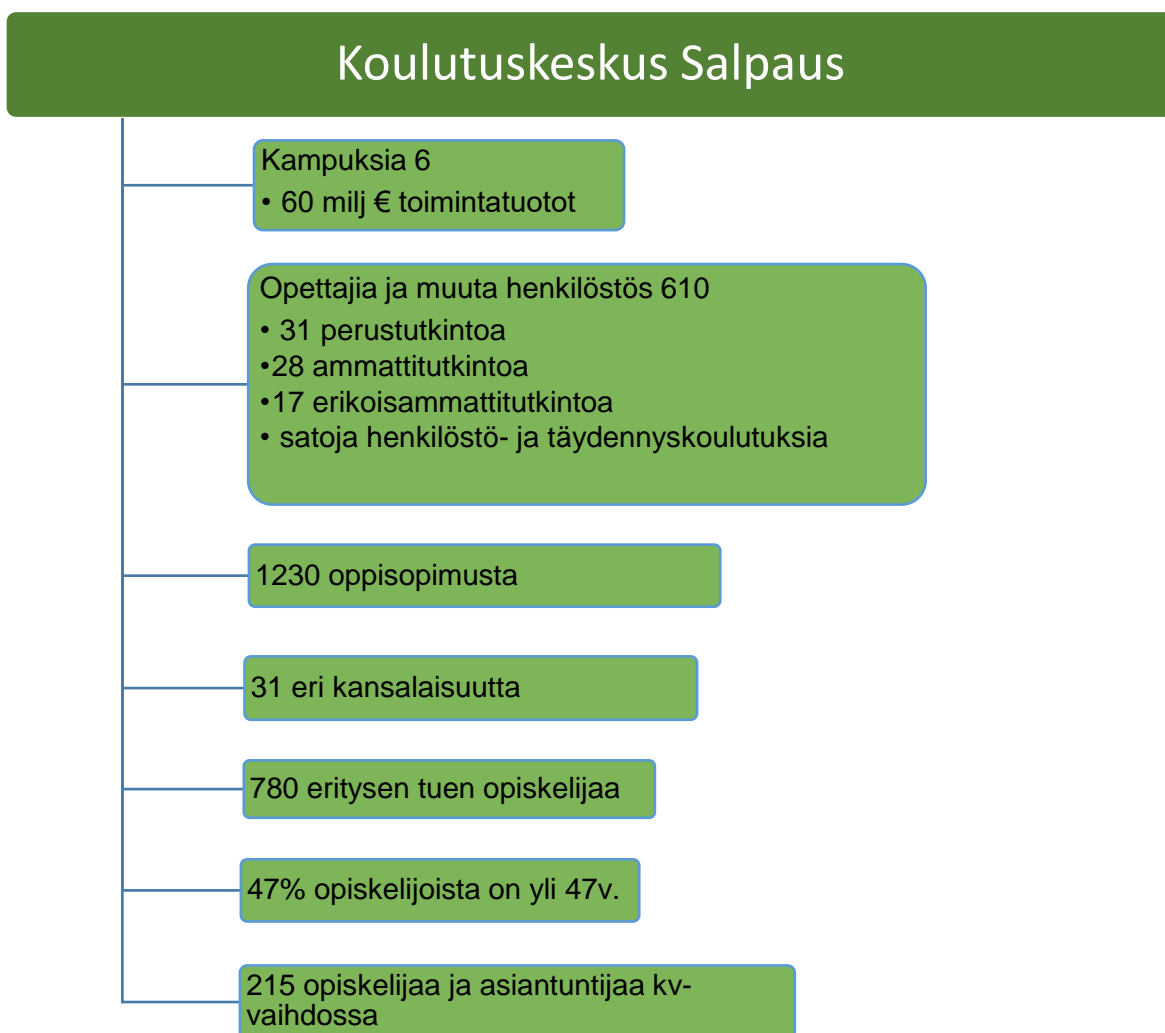 Koulutuskeskus Salpaus
Kampuksia 6
• 60 milj € toimintatuotot
Opettajia ja muuta henkilöstös 610
• 31 perustutkintoa
•28 ammattitutkintoa
•17 erikoisammattitutkintoa
• satoja henkilöstö- ja täydennyskoulutuksia
1230 oppisopimusta
31 eri kansalaisuutta
780 eritysen tuen opiskelijaa
47% opiskelijoista on yli 47v.
215 opiskelijaa ja asiantuntijaa kv-
vaihdossa